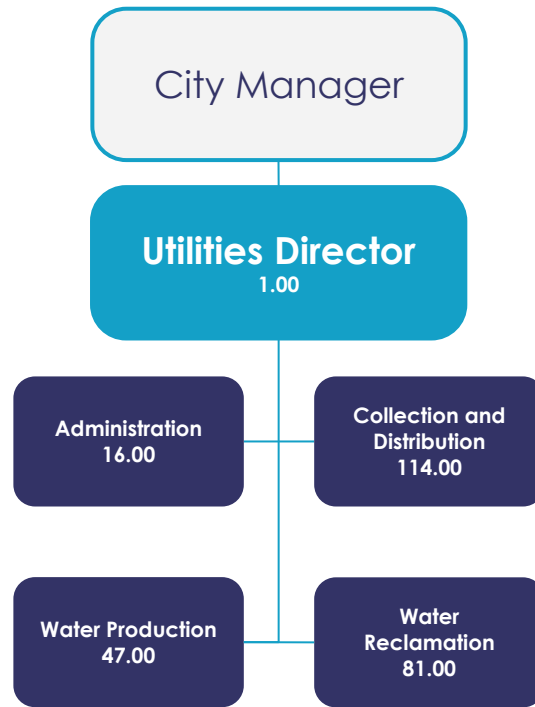 City Manager
Utilities Director
1.00
Administration
16.00
Collection and
Distribution
114.00
Water Production
47.00
Water
Reclamation
81.00